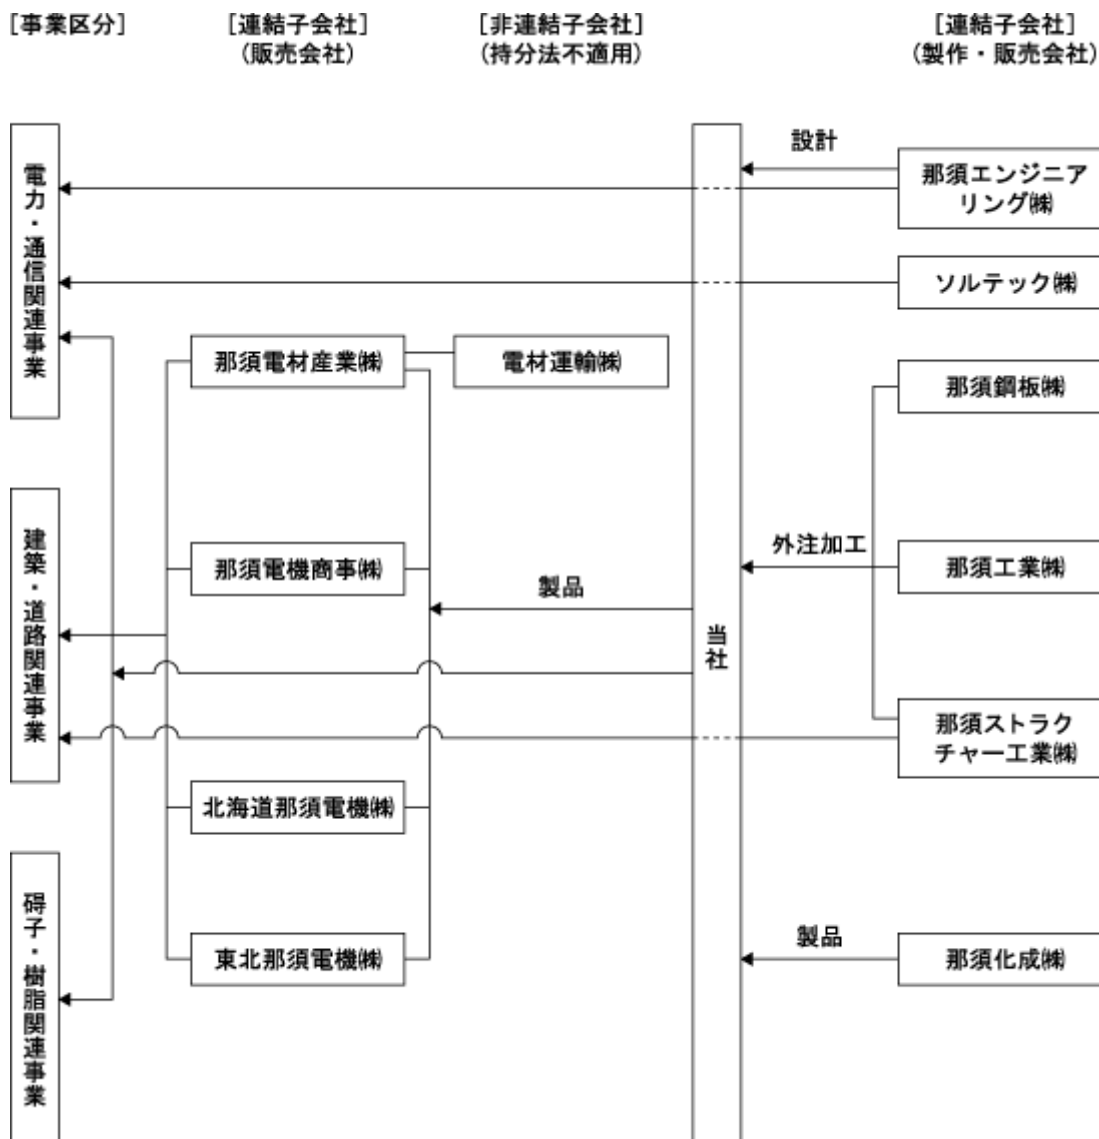 [事業区分]
[連結子会社]
(販売会社)
[非連結子会社]
(持分法不適用)
[連結子会社]
(製作・販売会社)
電力・通信関連事業
建築・道路関連事業
碍子・樹脂関連事業
那須電材産業㈱
那須電機商事㈱
北海道那須電機㈱
東北那須電機㈱
電材運輸㈱
製品
当社
設計
外注加工
製品
那須エンジニア
リング㈱
ソルテック㈱
那須鋼板㈱
那須工業㈱
那須ストラク
チャー工業㈱
那須化成㈱